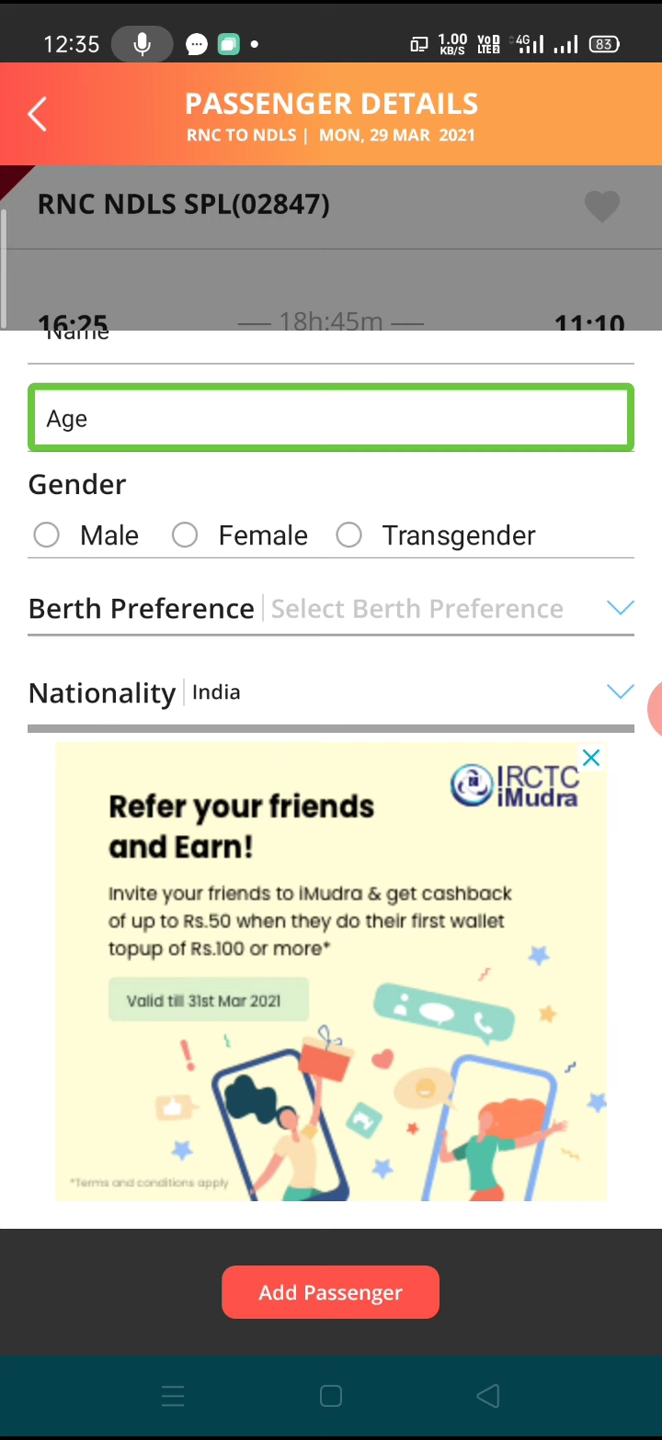 12:35
1.00 KB/S VoD LTE 4G 83
PASSENGER DETAILS
RNC TO NDLS | MON, 29 MAR 2021
RNC NDLS SPL(02847)
16:25 — 18h:45m — 11:10
Name
Age
Gender
Male Female Transgender
Berth Preference | Select Berth Preference
Nationality | India
IRCTC
iMudra
Refer your friends
and Earn!
Invite your friends to iMudra & get cashback
of up to Rs.50 when they do their first wallet
topup of Rs.100 or more*
Valid till 31st Mar 2021
*Terms and conditions apply
Add Passenger